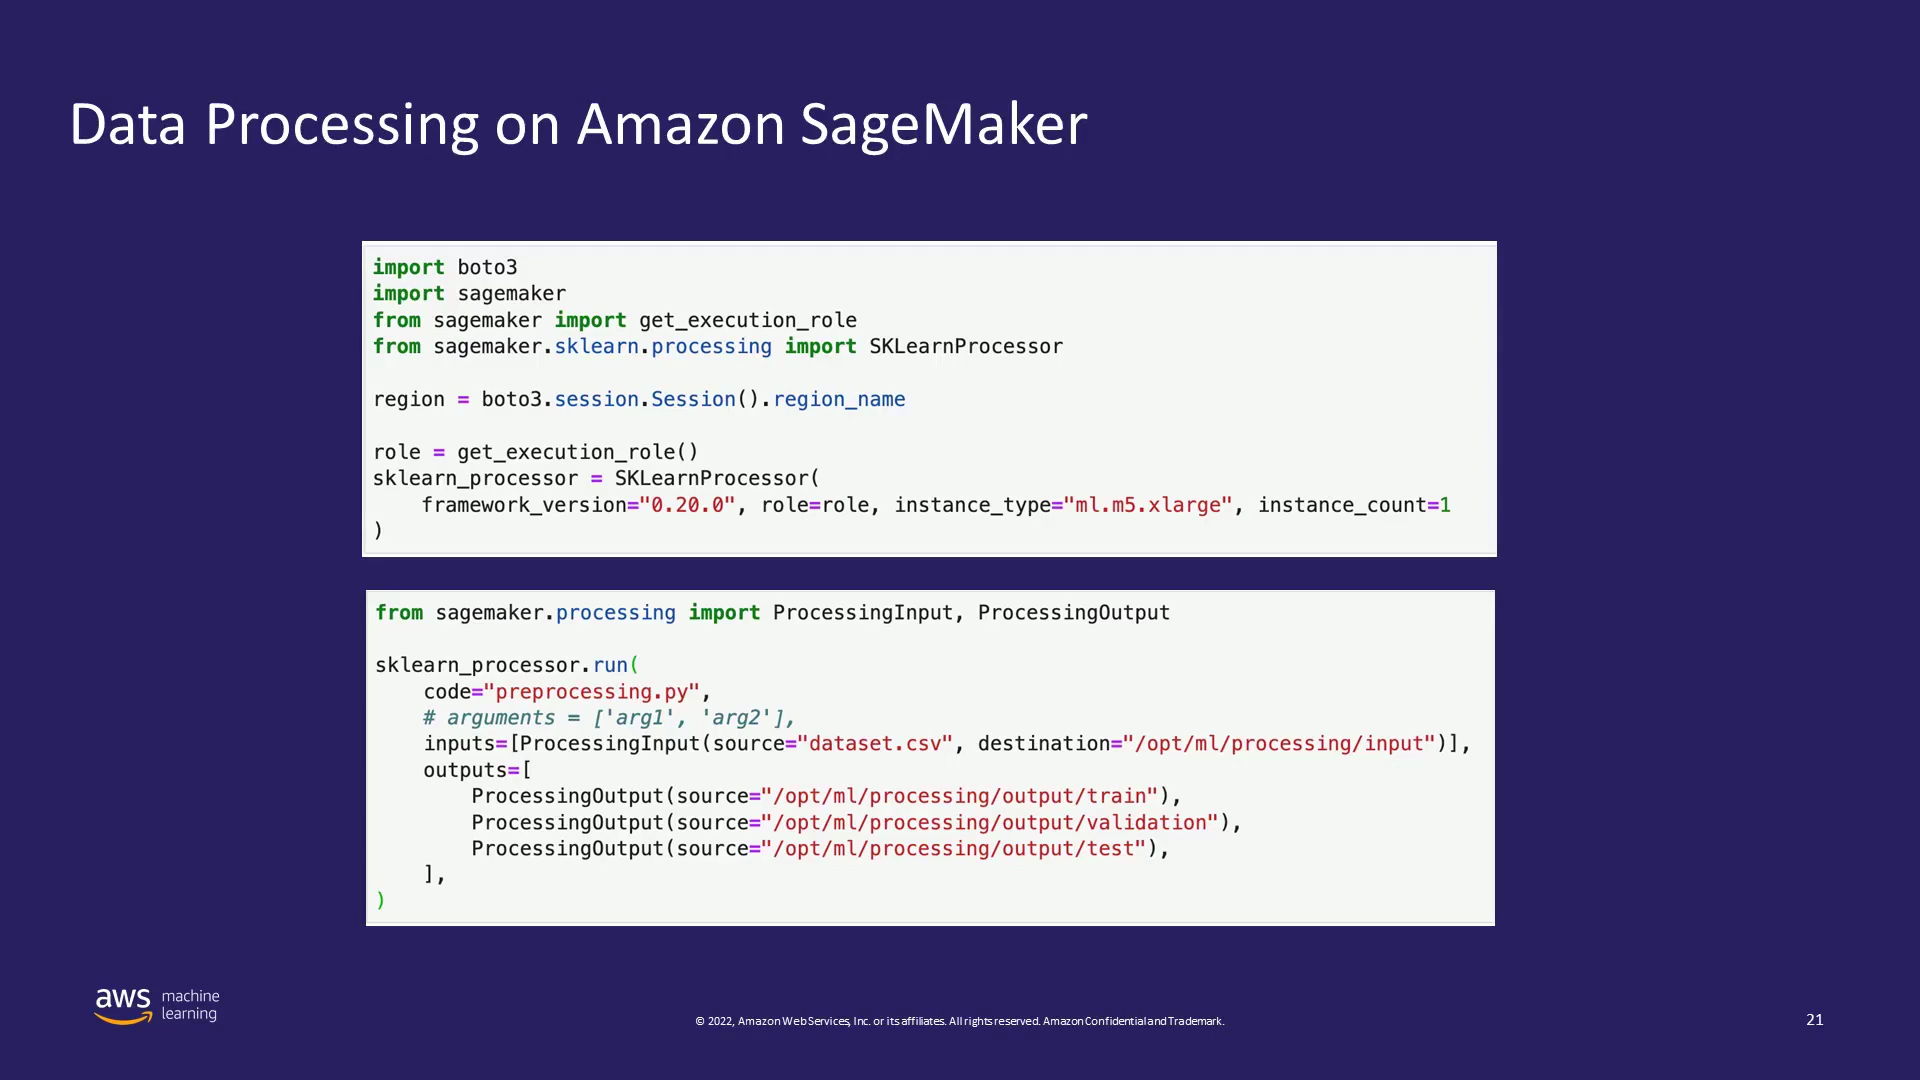 Data Processing on Amazon SageMaker
import boto3
import sagemaker
from sagemaker import get_execution_role
from sagemaker.sklearn.processing import SKLearnProcessor
region = boto3.session.Session().region_name
role = get_execution_role()
sklearn_processor = SKLearnProcessor(
    framework_version="0.20.0", role=role, instance_type="ml.m5.xlarge", instance_count=1
)
from sagemaker.processing import ProcessingInput, ProcessingOutput
sklearn_processor.run(
    code="preprocessing.py",
    # arguments = ['arg1', 'arg2'],
    inputs=[ProcessingInput(source="dataset.csv", destination="/opt/ml/processing/input")],
    outputs=[
        ProcessingOutput(source="/opt/ml/processing/output/train"),
        ProcessingOutput(source="/opt/ml/processing/output/validation"),
        ProcessingOutput(source="/opt/ml/processing/output/test"),
    ],
)
aws machine learning
© 2022, Amazon Web Services, Inc. or its affiliates. All rights reserved. Amazon Confidential and Trademark.
21